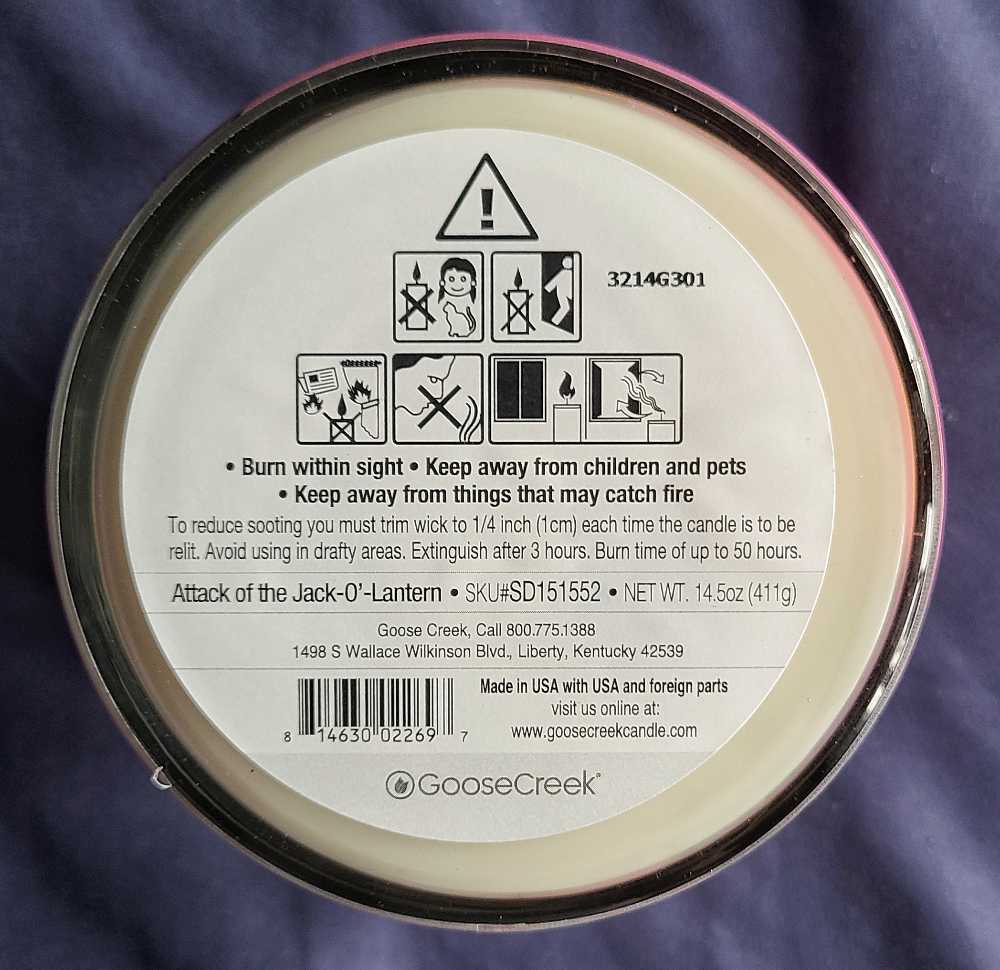 3214G301
• Burn within sight • Keep away from children and pets
• Keep away from things that may catch fire
To reduce sooting you must trim wick to 1/4 inch (1cm) each time the candle is to be
relit. Avoid using in drafty areas. Extinguish after 3 hours. Burn time of up to 50 hours.
Attack of the Jack-O'-Lantern • SKU#SD151552 • NET WT. 14.5oz (411g)
Goose Creek, Call 800.775.1388
1498 S Wallace Wilkinson Blvd., Liberty, Kentucky 42539
Made in USA with USA and foreign parts
visit us online at:
www.goosecreekcandle.com
8 14630 02269 7
GooseCreek®